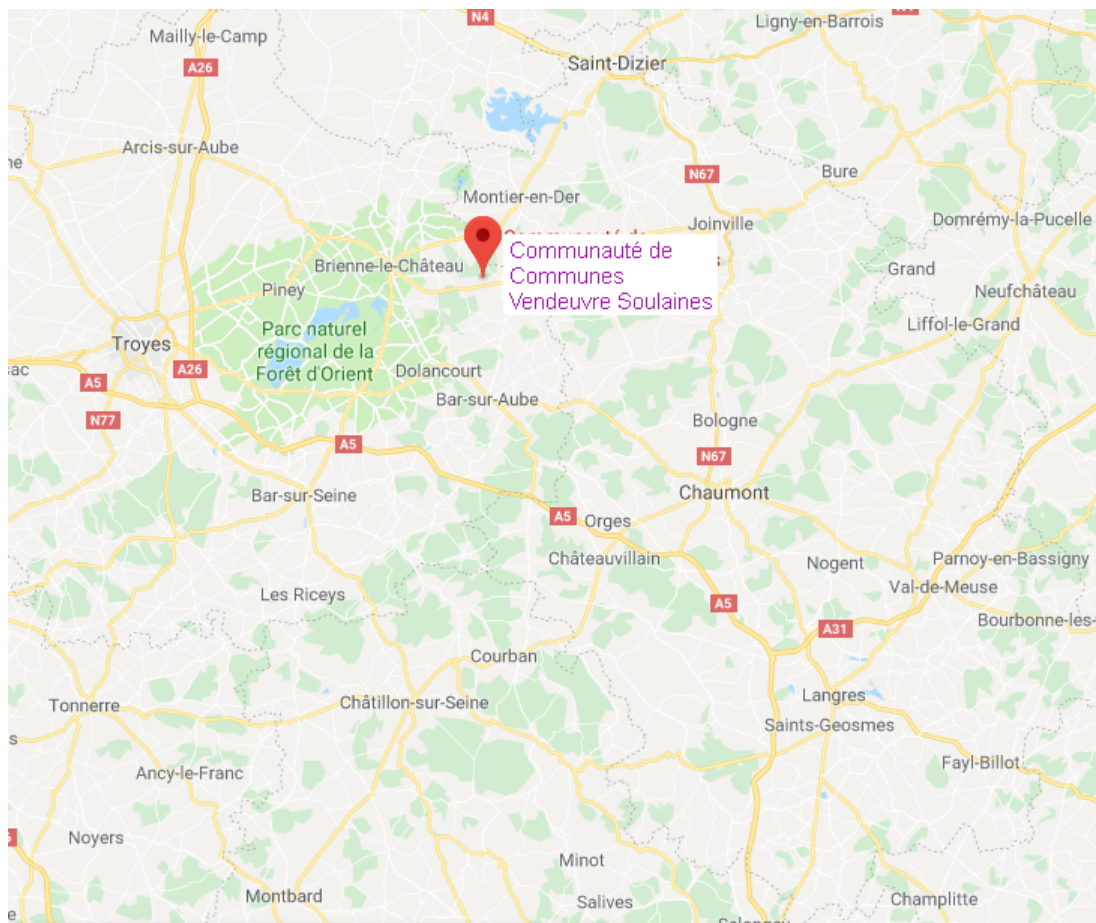 N4
Ligny-en-Barrois
Mailly-le-Camp
A26
Saint-Dizier
Arcis-sur-Aube
N67
Bure
Montier-en-Der
Joinville
Domrémy-la-Pucelle
Communauté de
Communes
Vendeuvre Soulaines
Brienne-le-Château
Grand
Piney
Neufchâteau
Parc naturel
régional de la
Forêt d'Orient
Liffol-le-Grand
Troyes
A26
A5
Dolancourt
Bar-sur-Aube
N77
Bologne
A5
N67
Bar-sur-Seine
Chaumont
A5
Orges
Châteauvillain
Nogent
Parnoy-en-Bassigny
Val-de-Meuse
Les Riceys
A5
A31
Bourbonne-les-
Courban
Langres
Tonnerre
Châtillon-sur-Seine
Saints-Geosmes
Ancy-le-Franc
Fayl-Billot
Noyers
Minot
Montbard
Salives
Champlitte